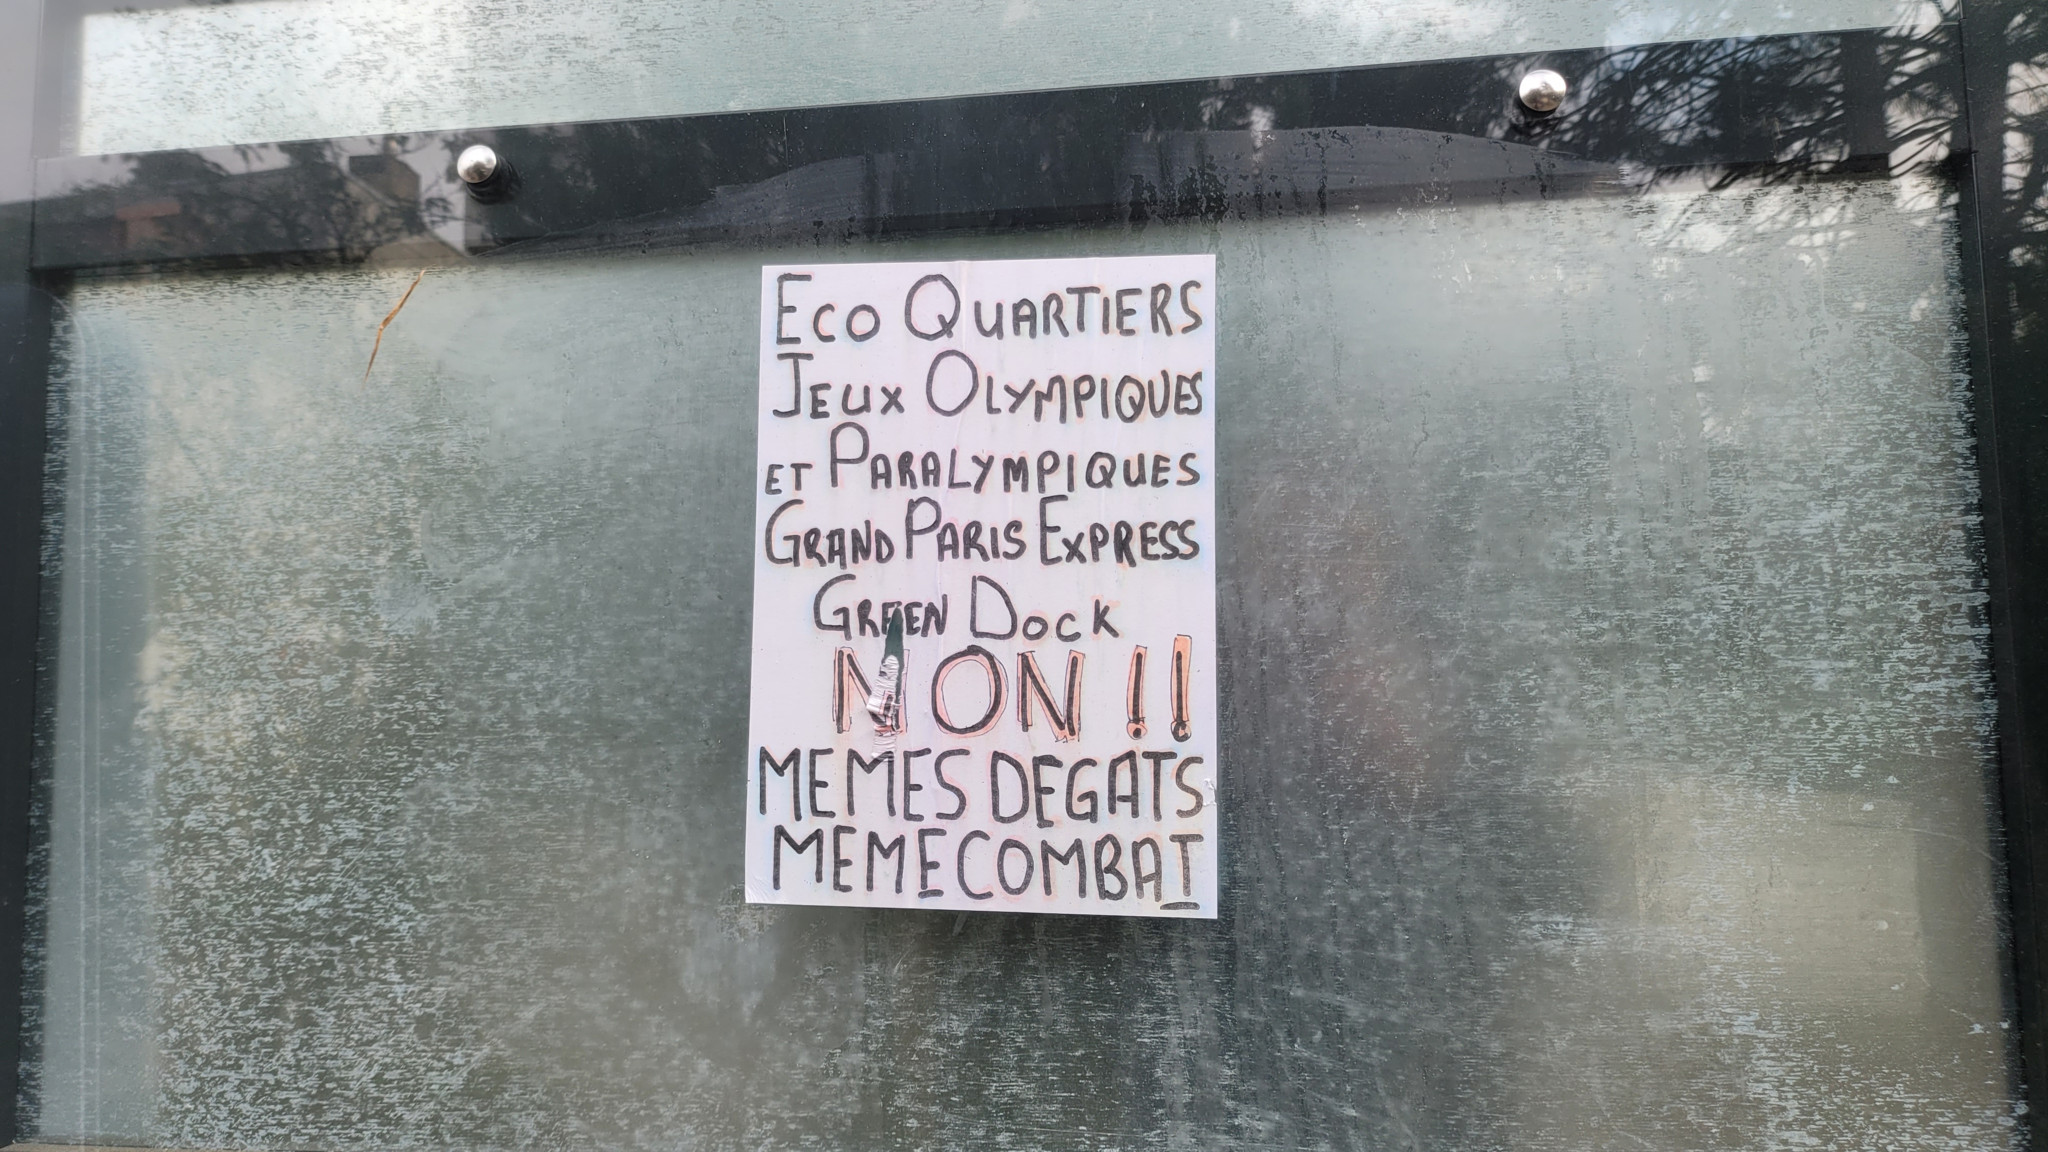 Eco Quartiers
Jeux Olympiques
et Paralympiques
Grand Paris Express
Green Dock
NON !!
MEMES DEGATS
MEME COMBAT